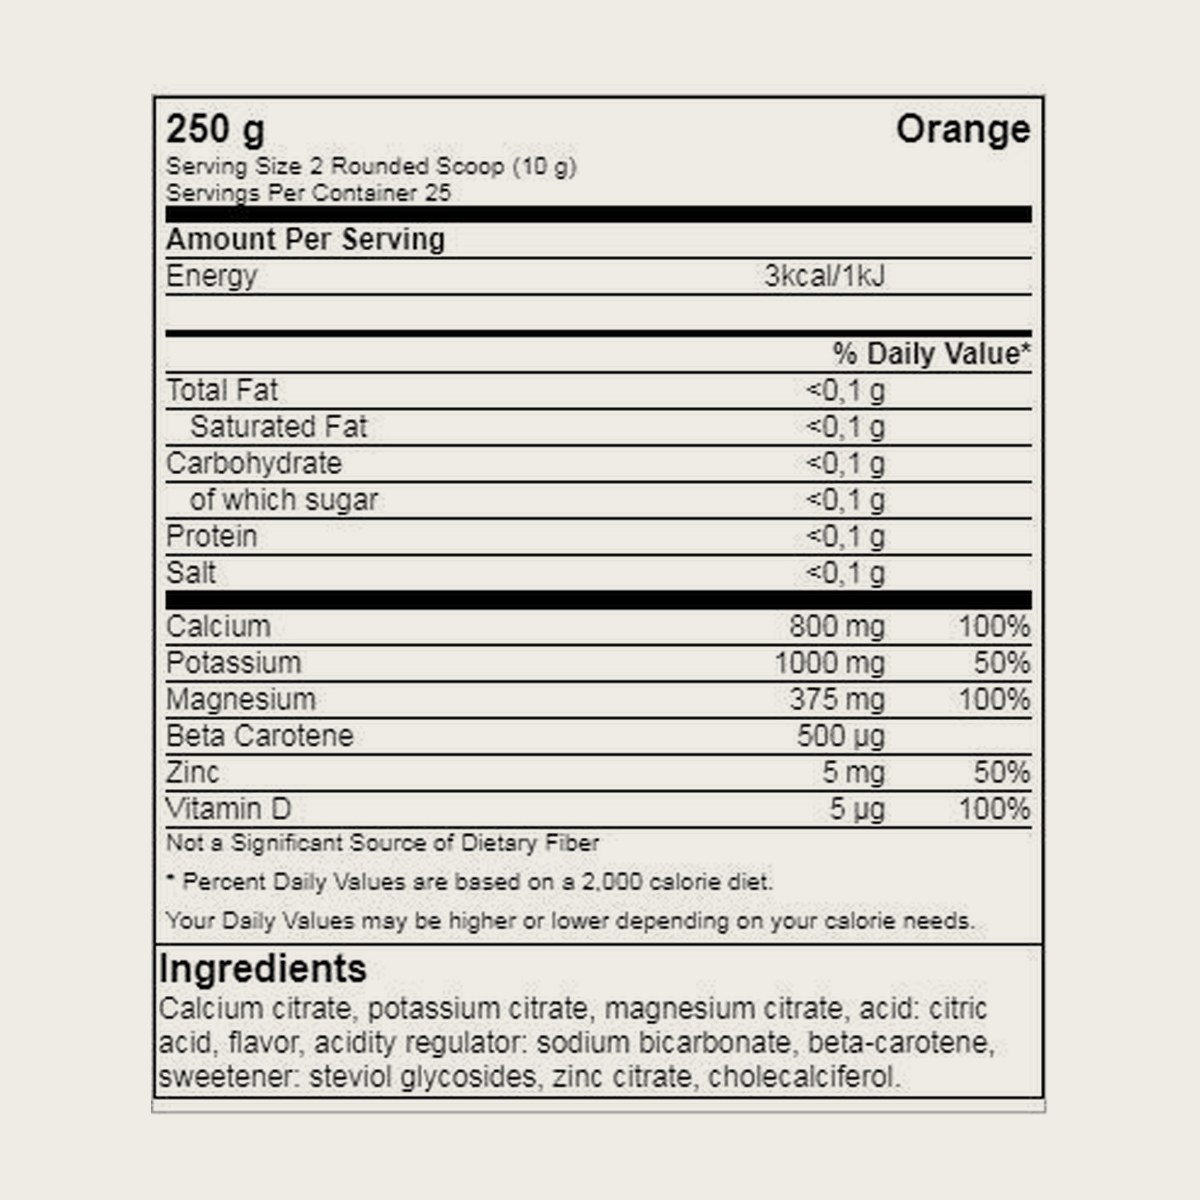 250 g Orange
Serving Size 2 Rounded Scoop (10 g)
Servings Per Container 25
Amount Per Serving
Energy 3kcal/1kJ
% Daily Value*
Total Fat <0,1 g
Saturated Fat <0,1 g
Carbohydrate <0,1 g
of which sugar <0,1 g
Protein <0,1 g
Salt <0,1 g
Calcium 800 mg 100%
Potassium 1000 mg 50%
Magnesium 375 mg 100%
Beta Carotene 500 µg
Zinc 5 mg 50%
Vitamin D 5 µg 100%
Not a Significant Source of Dietary Fiber
* Percent Daily Values are based on a 2,000 calorie diet.
Your Daily Values may be higher or lower depending on your calorie needs.
Ingredients
Calcium citrate, potassium citrate, magnesium citrate, acid: citric
acid, flavor, acidity regulator: sodium bicarbonate, beta-carotene,
sweetener: steviol glycosides, zinc citrate, cholecalciferol.